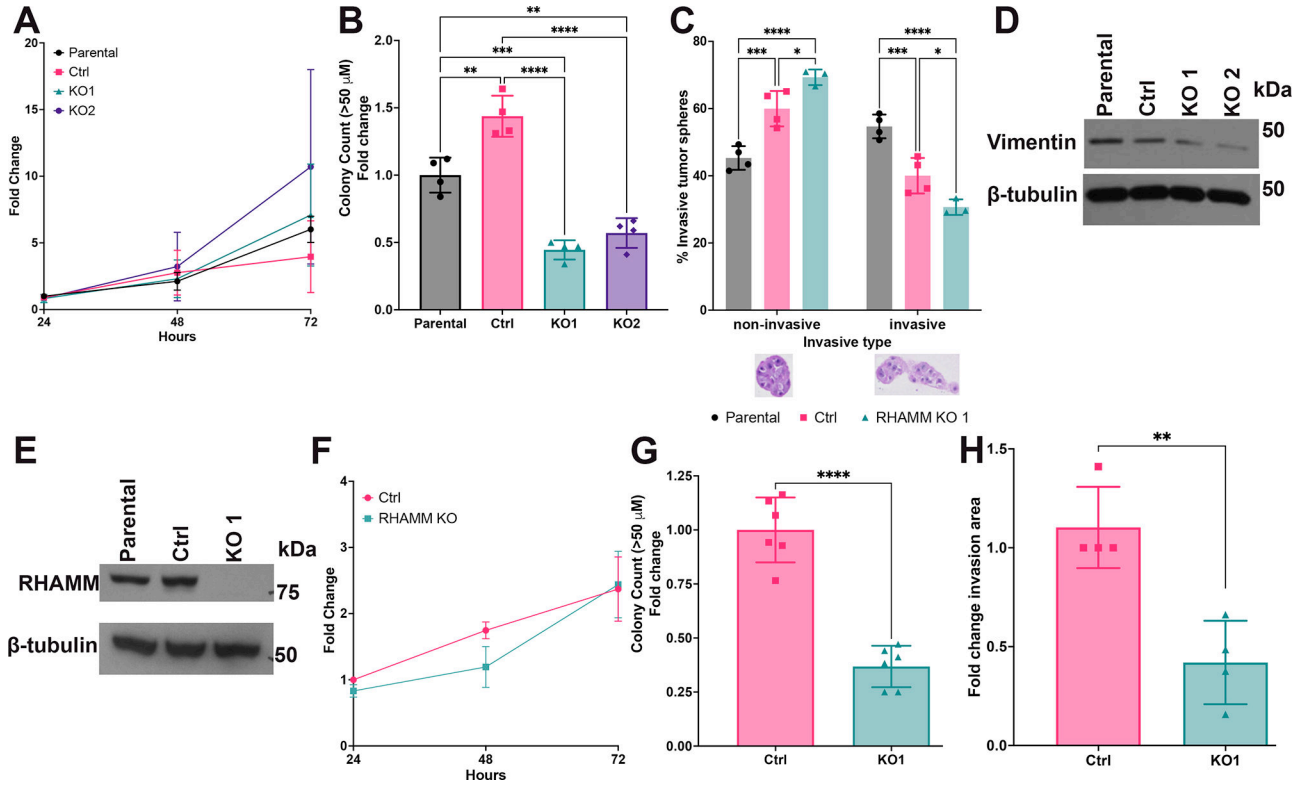 A
Fold Change
20
15
10
5
0
24
48
72
Hours
Parental
Ctrl
KO1
KO2
B
Colony Count (>50 μM)
Fold change
2.0
1.5
1.0
0.5
0.0
**
****
***
** ****
Parental Ctrl KO1 KO2
C
% Invasive tumor spheres
80
60
40
20
0
**** ****
*** * *** *
non-invasive invasive
Invasive type
Parental Ctrl RHAMM KO 1
D
Parental
Ctrl
KO 1
KO 2
kDa
Vimentin
50
β-tubulin
50
E
Parental
Ctrl
KO 1
kDa
RHAMM
75
β-tubulin
50
F
Fold Change
4
3
2
1
0
24 48 72
Hours
Ctrl
RHAMM KO
G
Colony Count (>50 μM)
Fold change
1.25
1.00
0.75
0.50
0.25
0.00
****
Ctrl KO1
H
Fold change invasion area
1.5
1.0
0.5
0.0
**
Ctrl KO1